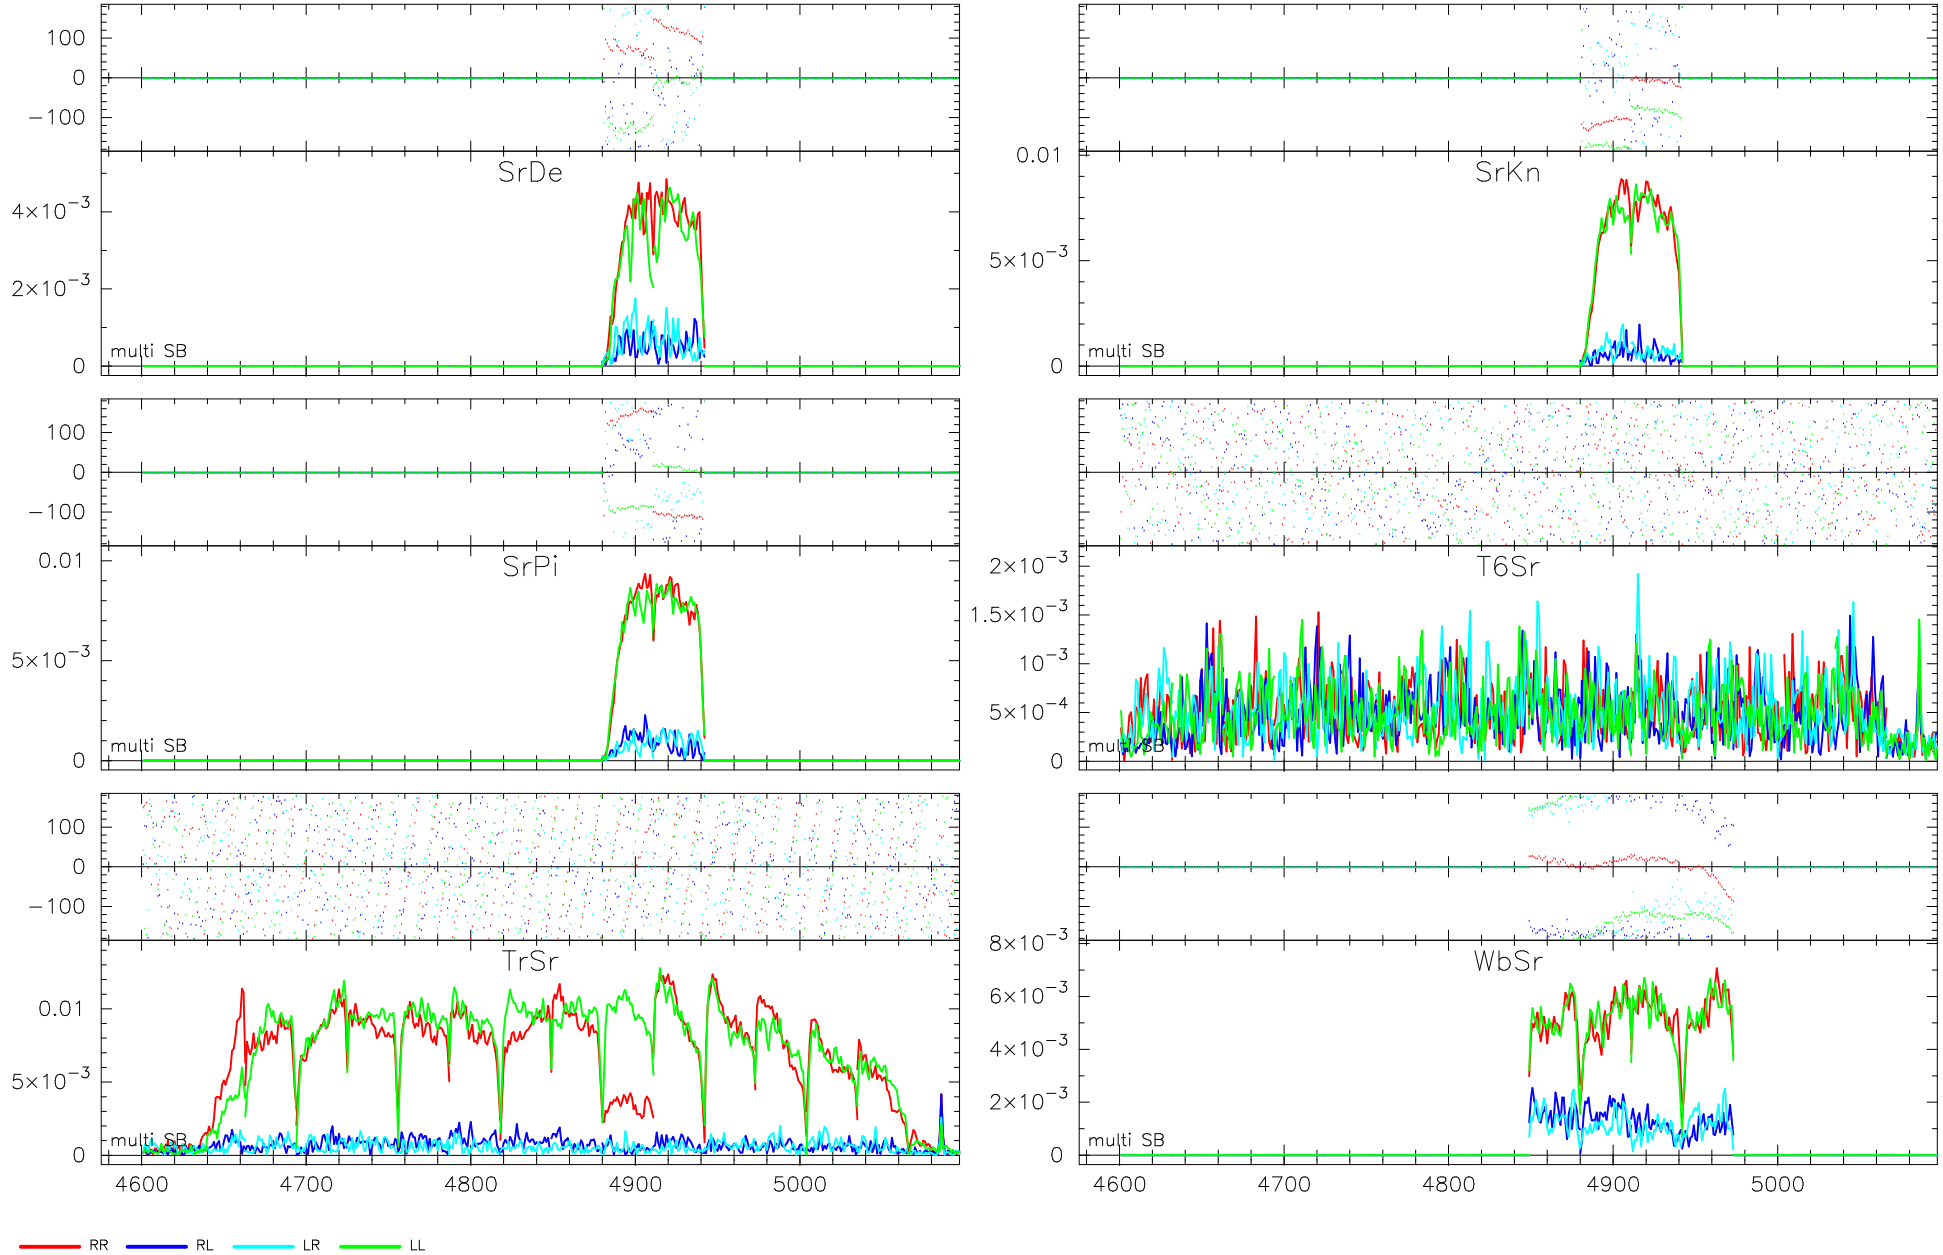 100
0
−100
SrDe
4×10⁻³
2×10⁻³
0
multi SB
0.01
SrKn
5×10⁻³
0
multi SB
100
0
−100
0.01
SrPi
5×10⁻³
0
multi SB
2×10⁻³
T6Sr
1.5×10⁻³
10⁻³
5×10⁻⁴
0
multi SB
100
0
−100
TrSr
0.01
5×10⁻³
0
multi SB
4600 4700 4800 4900 5000
8×10⁻³
WbSr
6×10⁻³
4×10⁻³
2×10⁻³
0
multi SB
4600 4700 4800 4900 5000
RR RL LR LL